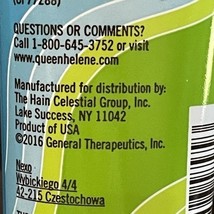 QUESTIONS OR COMMENTS?
Call 1-800-645-3752 or visit
www.queenhelene.com
Manufactured for distribution by:
The Hain Celestial Group, Inc.
Lake Success, NY 11042
Product of USA
©2016 General Therapeutics, Inc.
Nexo
Wybickiego 4/4
42-215 Czestochowa